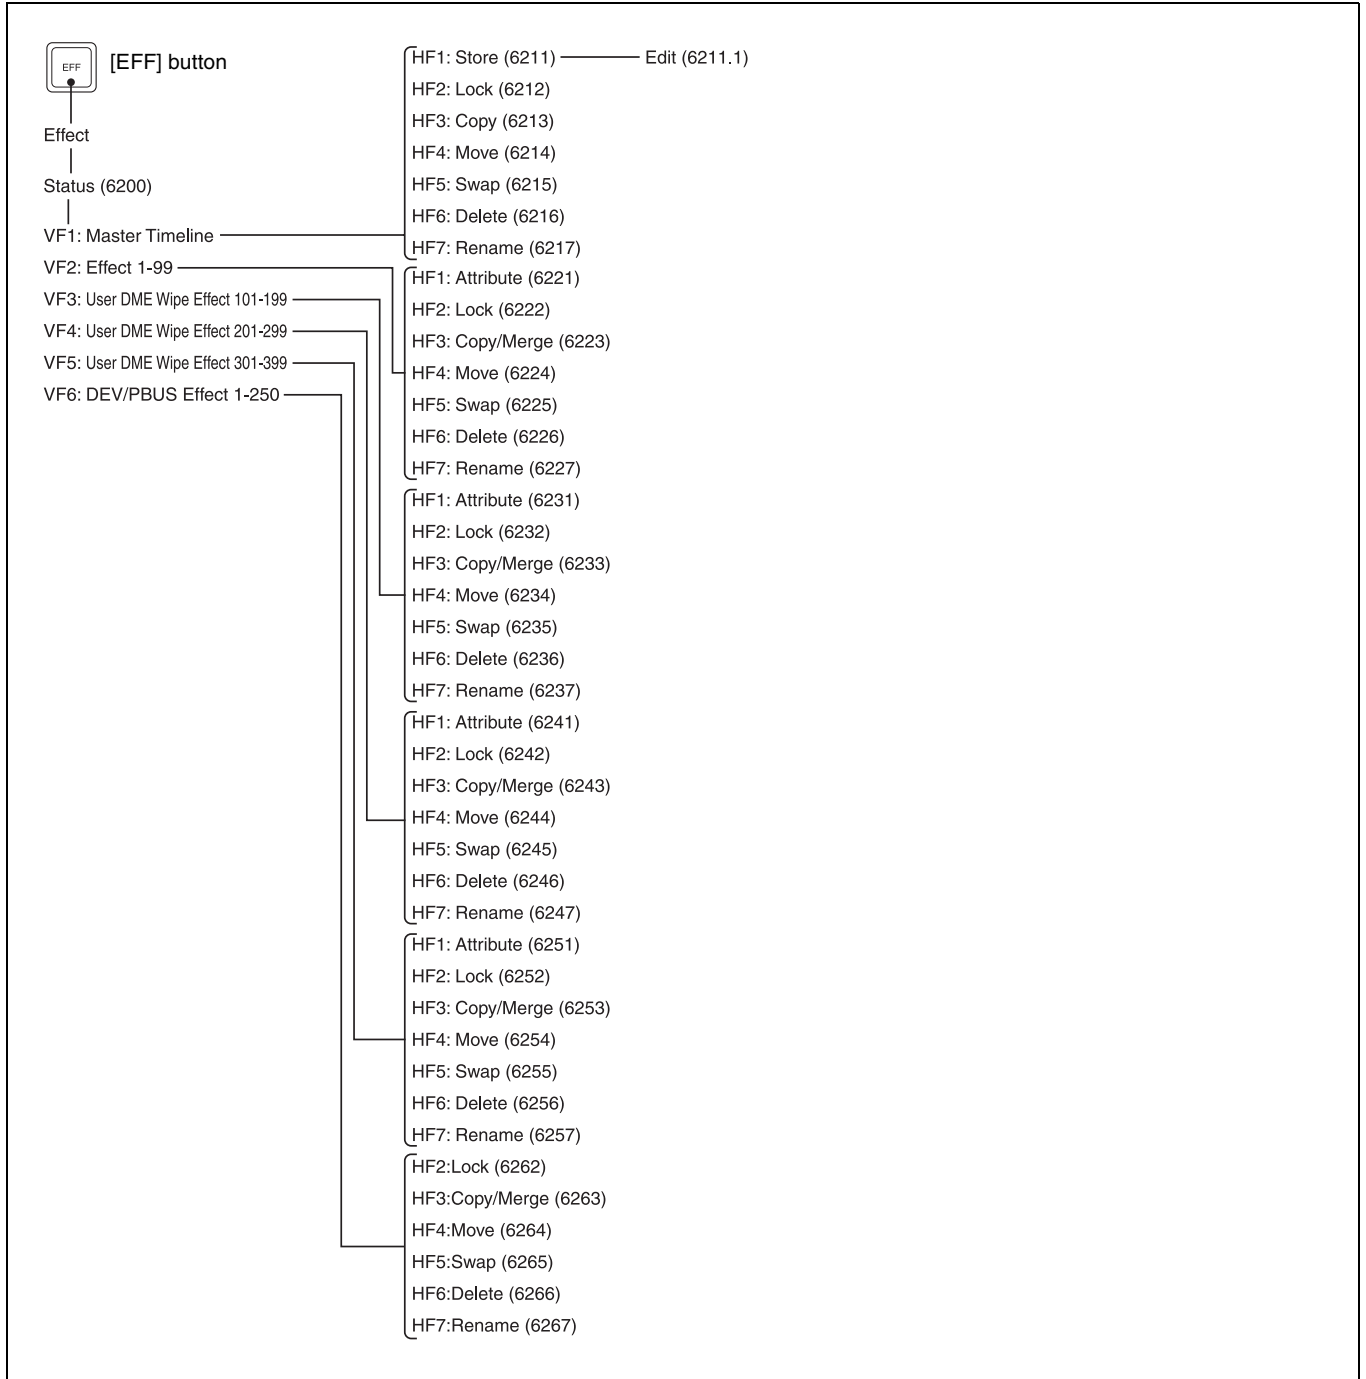 EFF
[EFF] button
Effect
Status (6200)
VF1: Master Timeline
VF2: Effect 1-99
VF3: User DME Wipe Effect 101-199
VF4: User DME Wipe Effect 201-299
VF5: User DME Wipe Effect 301-399
VF6: DEV/PBUS Effect 1-250
HF1: Store (6211)
Edit (6211.1)
HF2: Lock (6212)
HF3: Copy (6213)
HF4: Move (6214)
HF5: Swap (6215)
HF6: Delete (6216)
HF7: Rename (6217)
HF1: Attribute (6221)
HF2: Lock (6222)
HF3: Copy/Merge (6223)
HF4: Move (6224)
HF5: Swap (6225)
HF6: Delete (6226)
HF7: Rename (6227)
HF1: Attribute (6231)
HF2: Lock (6232)
HF3: Copy/Merge (6233)
HF4: Move (6234)
HF5: Swap (6235)
HF6: Delete (6236)
HF7: Rename (6237)
HF1: Attribute (6241)
HF2: Lock (6242)
HF3: Copy/Merge (6243)
HF4: Move (6244)
HF5: Swap (6245)
HF6: Delete (6246)
HF7: Rename (6247)
HF1: Attribute (6251)
HF2: Lock (6252)
HF3: Copy/Merge (6253)
HF4: Move (6254)
HF5: Swap (6255)
HF6: Delete (6256)
HF7: Rename (6257)
HF2:Lock (6262)
HF3:Copy/Merge (6263)
HF4:Move (6264)
HF5:Swap (6265)
HF6:Delete (6266)
HF7:Rename (6267)